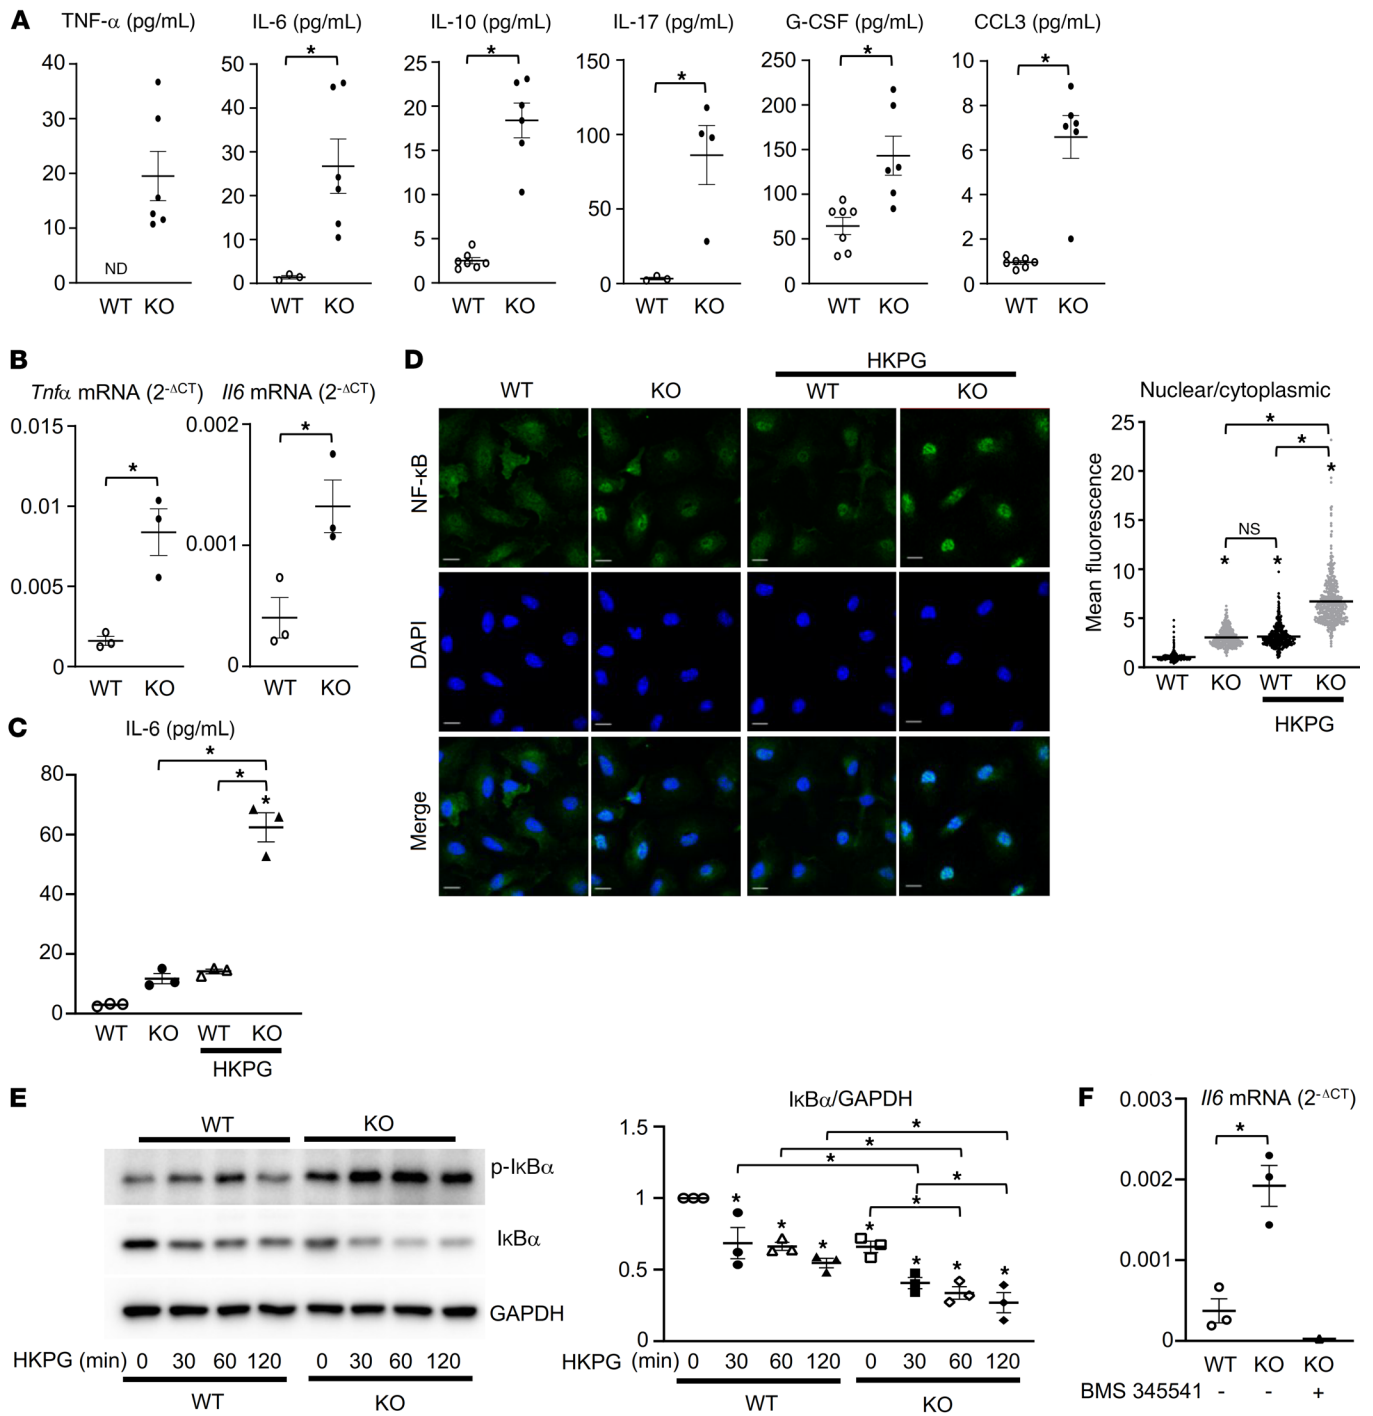 A
TNF-α (pg/mL)
IL-6 (pg/mL)
IL-10 (pg/mL)
IL-17 (pg/mL)
G-CSF (pg/mL)
CCL3 (pg/mL)
40
30
20
10
0
ND
WT KO
50
40
30
20
10
0
*
WT KO
25
20
15
10
5
0
*
WT KO
150
100
50
0
*
WT KO
250
200
150
100
50
0
*
WT KO
10
8
6
4
2
0
*
WT KO
B
Tnfα mRNA (2-ΔCT)
0.015
0.01
0.005
0
*
WT KO
Il6 mRNA (2-ΔCT)
0.002
0.001
0
*
WT KO
C
IL-6 (pg/mL)
80
60
40
20
0
*
*
*
WT KO WT KO
HKPG
D
HKPG
WT KO WT KO
NF-κB
DAPI
Merge
Nuclear/cytoplasmic
Mean fluorescence
25
20
15
10
5
0
*
*
*
NS
* *
WT KO WT KO
HKPG
E
WT KO
p-IκBα
IκBα
GAPDH
HKPG (min) 0 30 60 120 0 30 60 120
WT KO
IκBα/GAPDH
1.5
1
0.5
0
*
*
*
*
*
* * * * * * *
HKPG (min) 0 30 60 120 0 30 60 120
WT KO
F
Il6 mRNA (2-ΔCT)
0.003
0.002
0.001
0
*
WT KO KO
BMS 345541 - - +